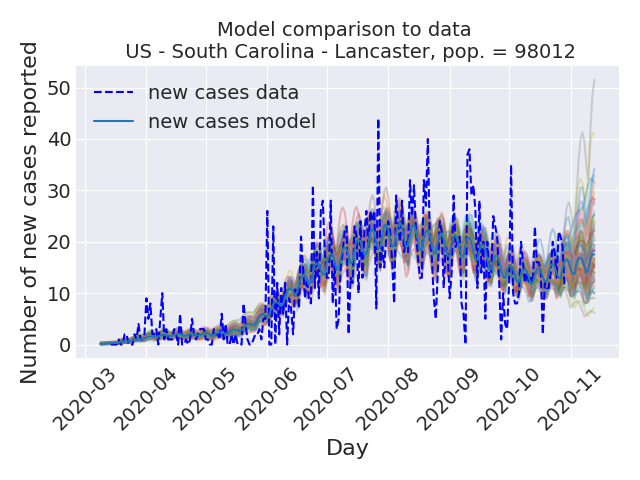 Model comparison to data
US - South Carolina - Lancaster, pop. = 98012
Number of new cases reported
50
40
30
20
10
0
new cases data
new cases model
2020-03
2020-04
2020-05
2020-06
2020-07
2020-08
2020-09
2020-10
2020-11
Day